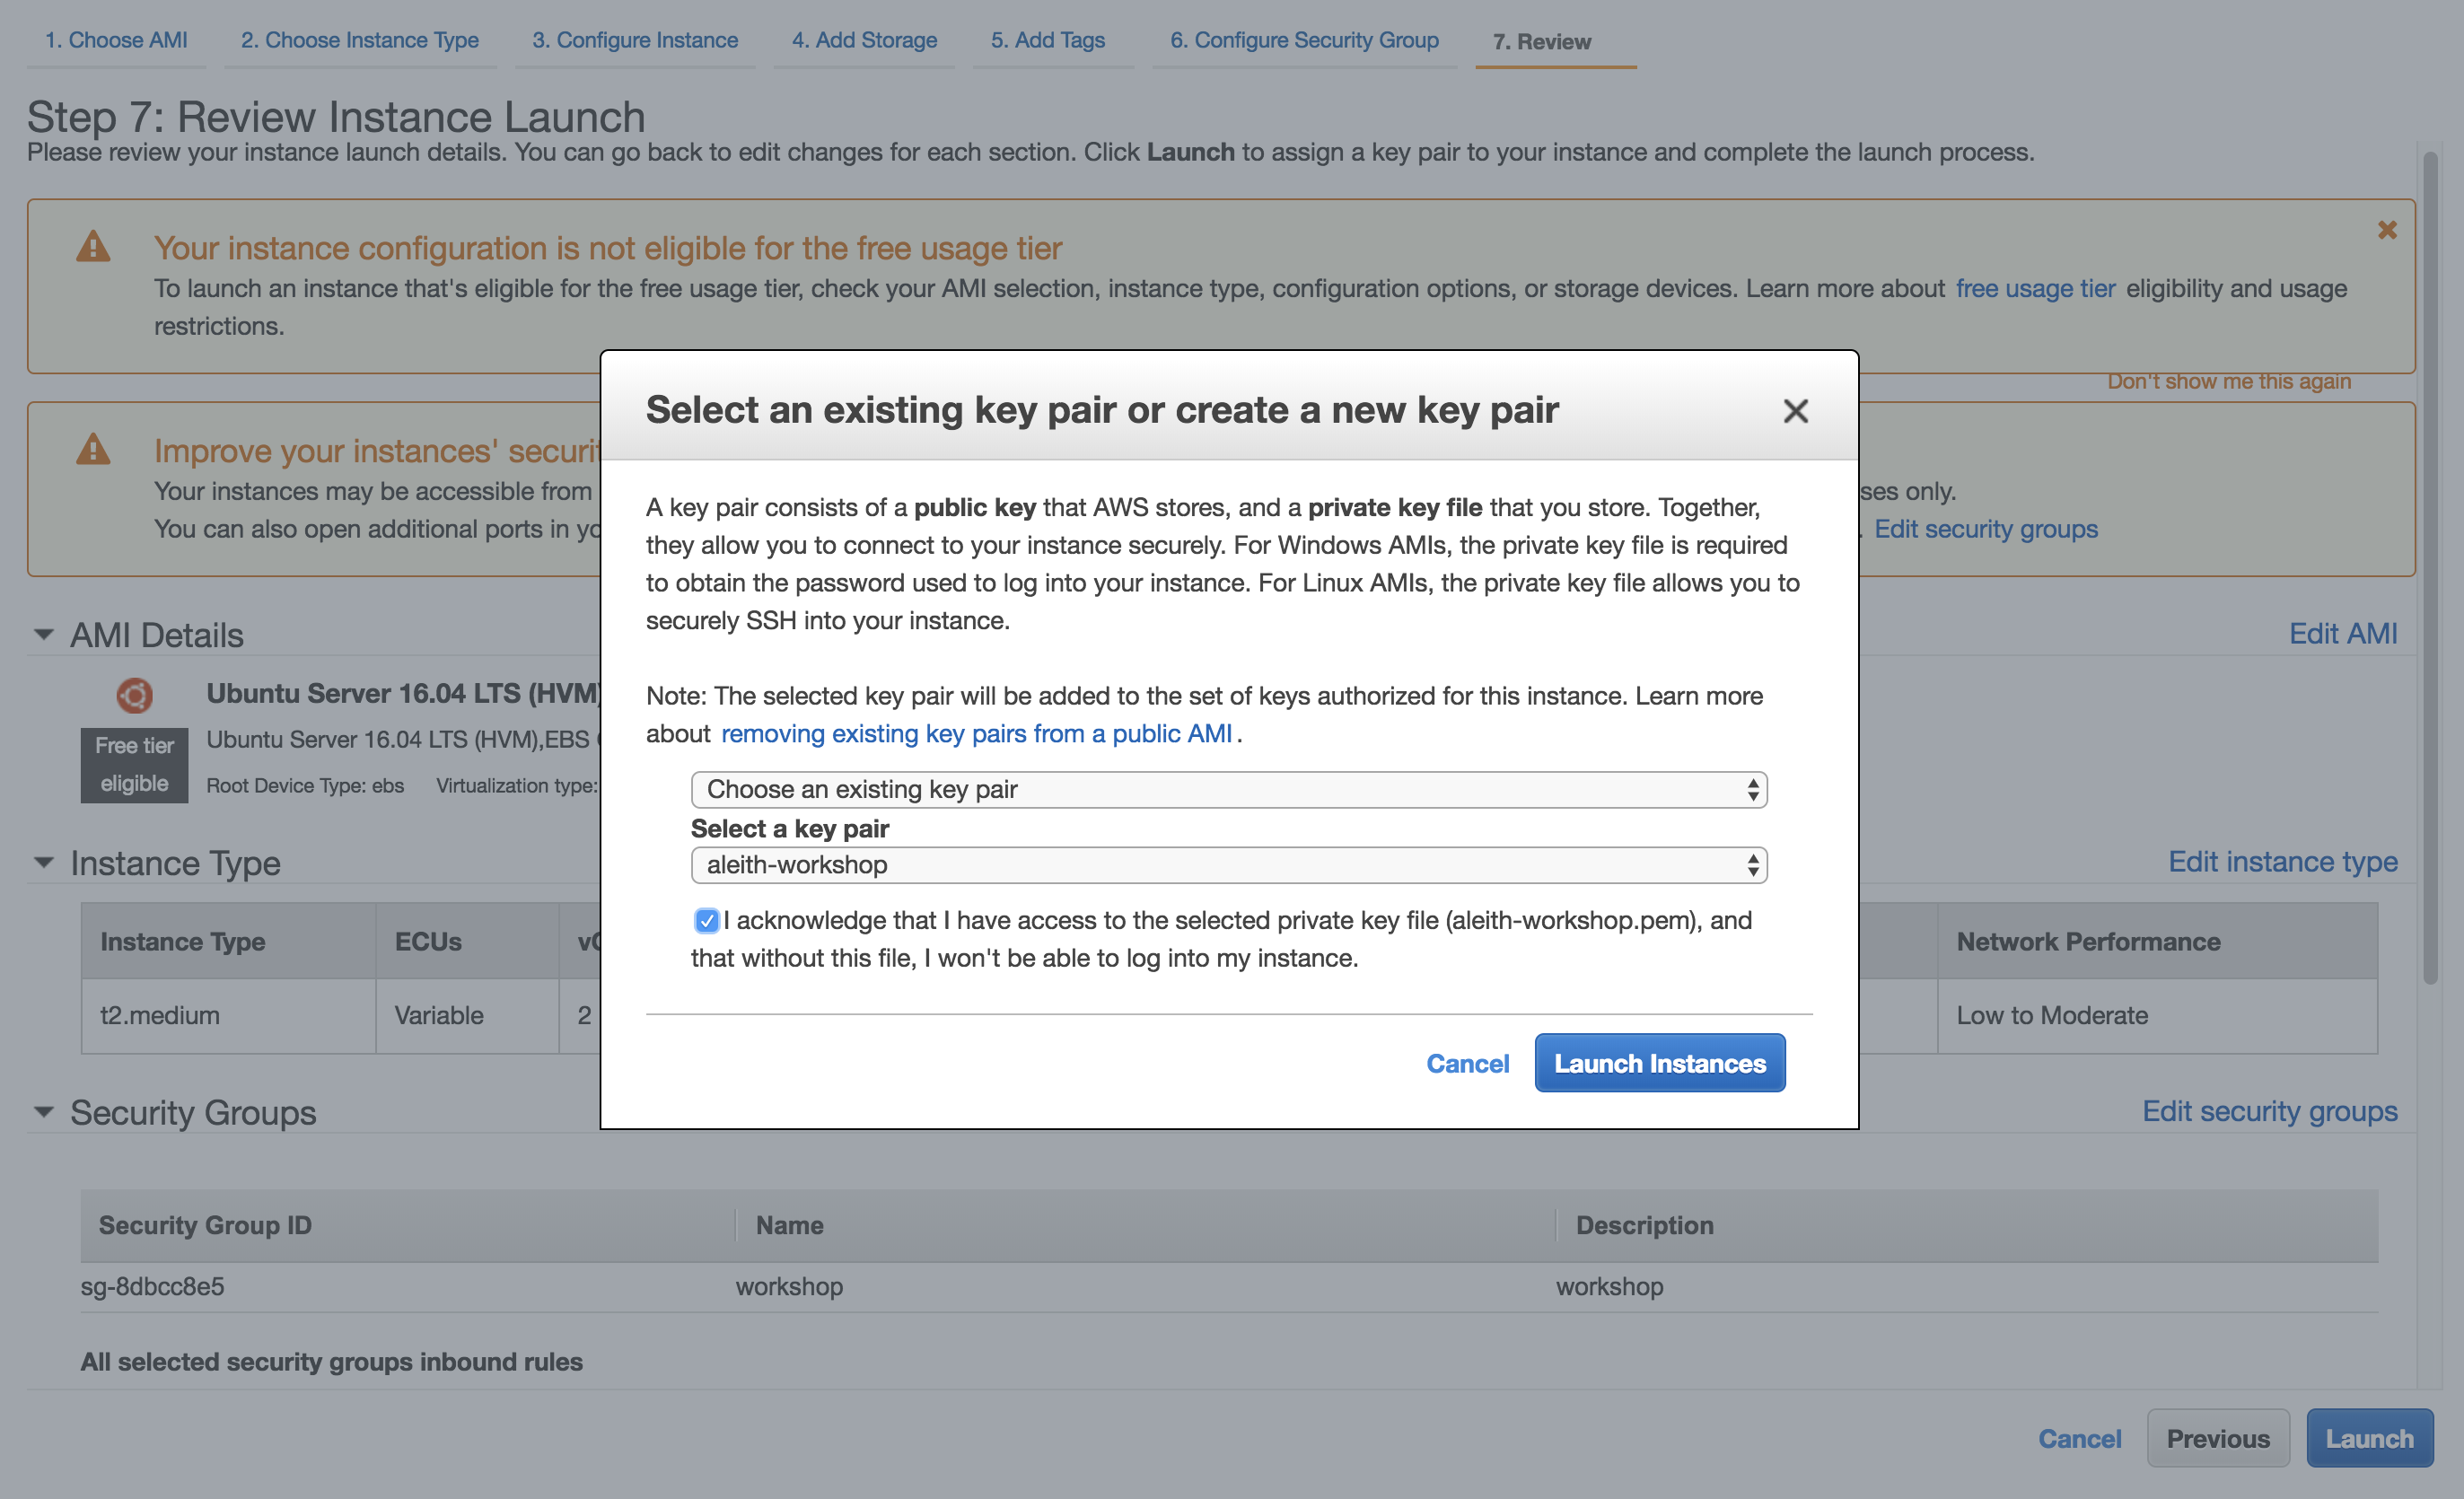 1. Choose AMI 2. Choose Instance Type 3. Configure Instance 4. Add Storage 5. Add Tags 6. Configure Security Group 7. Review
Step 7: Review Instance Launch
Please review your instance launch details. You can go back to edit changes for each section. Click Launch to assign a key pair to your instance and complete the launch process.
Your instance configuration is not eligible for the free usage tier
To launch an instance that's eligible for the free usage tier, check your AMI selection, instance type, configuration options, or storage devices. Learn more about free usage tier eligibility and usage
restrictions.
Don't show me this again
Improve your instances'
Your instances may be accessible from
ses only.
You can also open additional ports in
. Edit security groups
Select an existing key pair or create a new key pair
A key pair consists of a public key that AWS stores, and a private key file that you store. Together,
they allow you to connect to your instance securely. For Windows AMIs, the private key file is required
to obtain the password used to log into your instance. For Linux AMIs, the private key file allows you to
securely SSH into your instance.
Note: The selected key pair will be added to the set of keys authorized for this instance. Learn more
about removing existing key pairs from a public AMI .
Choose an existing key pair
Select a key pair
aleith-workshop
I acknowledge that I have access to the selected private key file (aleith-workshop.pem), and
that without this file, I won't be able to log into my instance.
Cancel Launch Instances
AMI Details
Edit AMI
Ubuntu Server 16.04 LTS (HVM)
Free tier
eligible
Ubuntu Server 16.04 LTS (HVM),EBS
Root Device Type: ebs Virtualization type:
Instance Type
Edit instance type
Instance Type ECUs Network Performance
t2.medium Variable 2 Low to Moderate
Security Groups
Edit security groups
Security Group ID Name Description
sg-8dbcc8e5 workshop workshop
All selected security groups inbound rules
Cancel Previous Launch